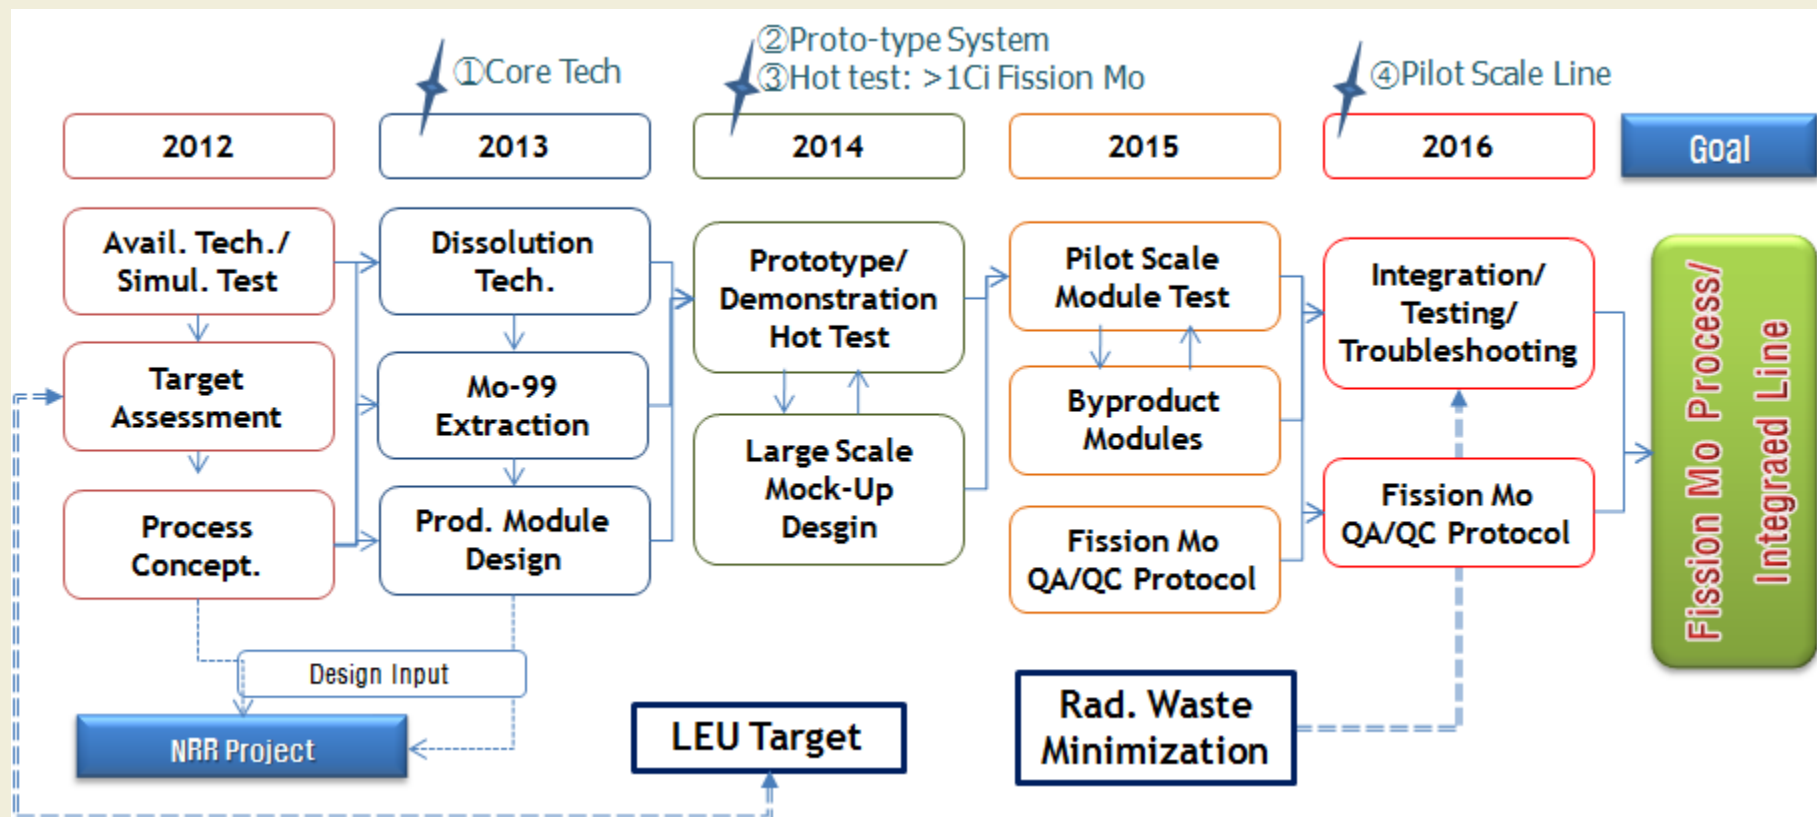 ①Core Tech
②Proto-type System
③Hot test: >1Ci Fission Mo
④Pilot Scale Line
2012
2013
2014
2015
2016
Goal
Avail. Tech./
Simul. Test
Target
Assessment
Process
Concept.
Dissolution
Tech.
Mo-99
Extraction
Prod. Module
Design
Prototype/
Demonstration
Hot Test
Large Scale
Mock-Up
Desgin
Pilot Scale
Module Test
Byproduct
Modules
Fission Mo
QA/QC Protocol
Integration/
Testing/
Troubleshooting
Fission Mo
QA/QC Protocol
Fission Mo Process/
Integraed Line
Design Input
NRR Project
LEU Target
Rad. Waste
Minimization